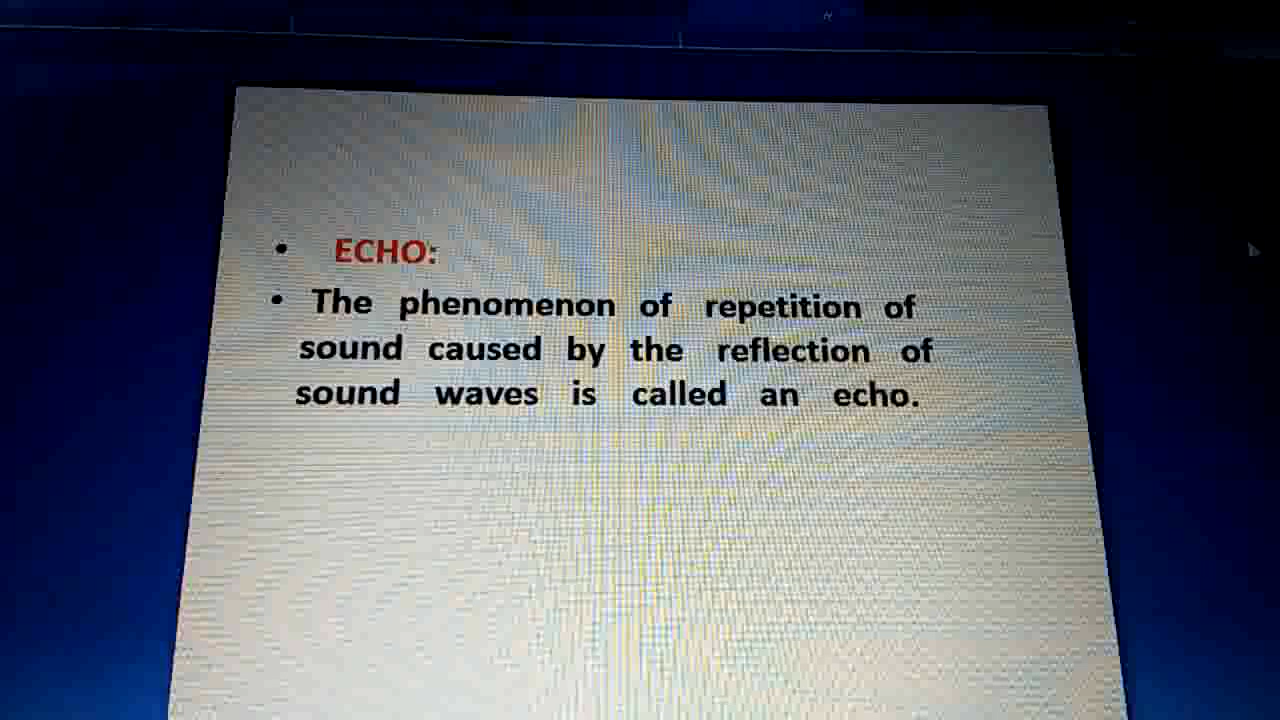 • ECHO:
• The phenomenon of repetition of
sound caused by the reflection of
sound waves is called an echo.